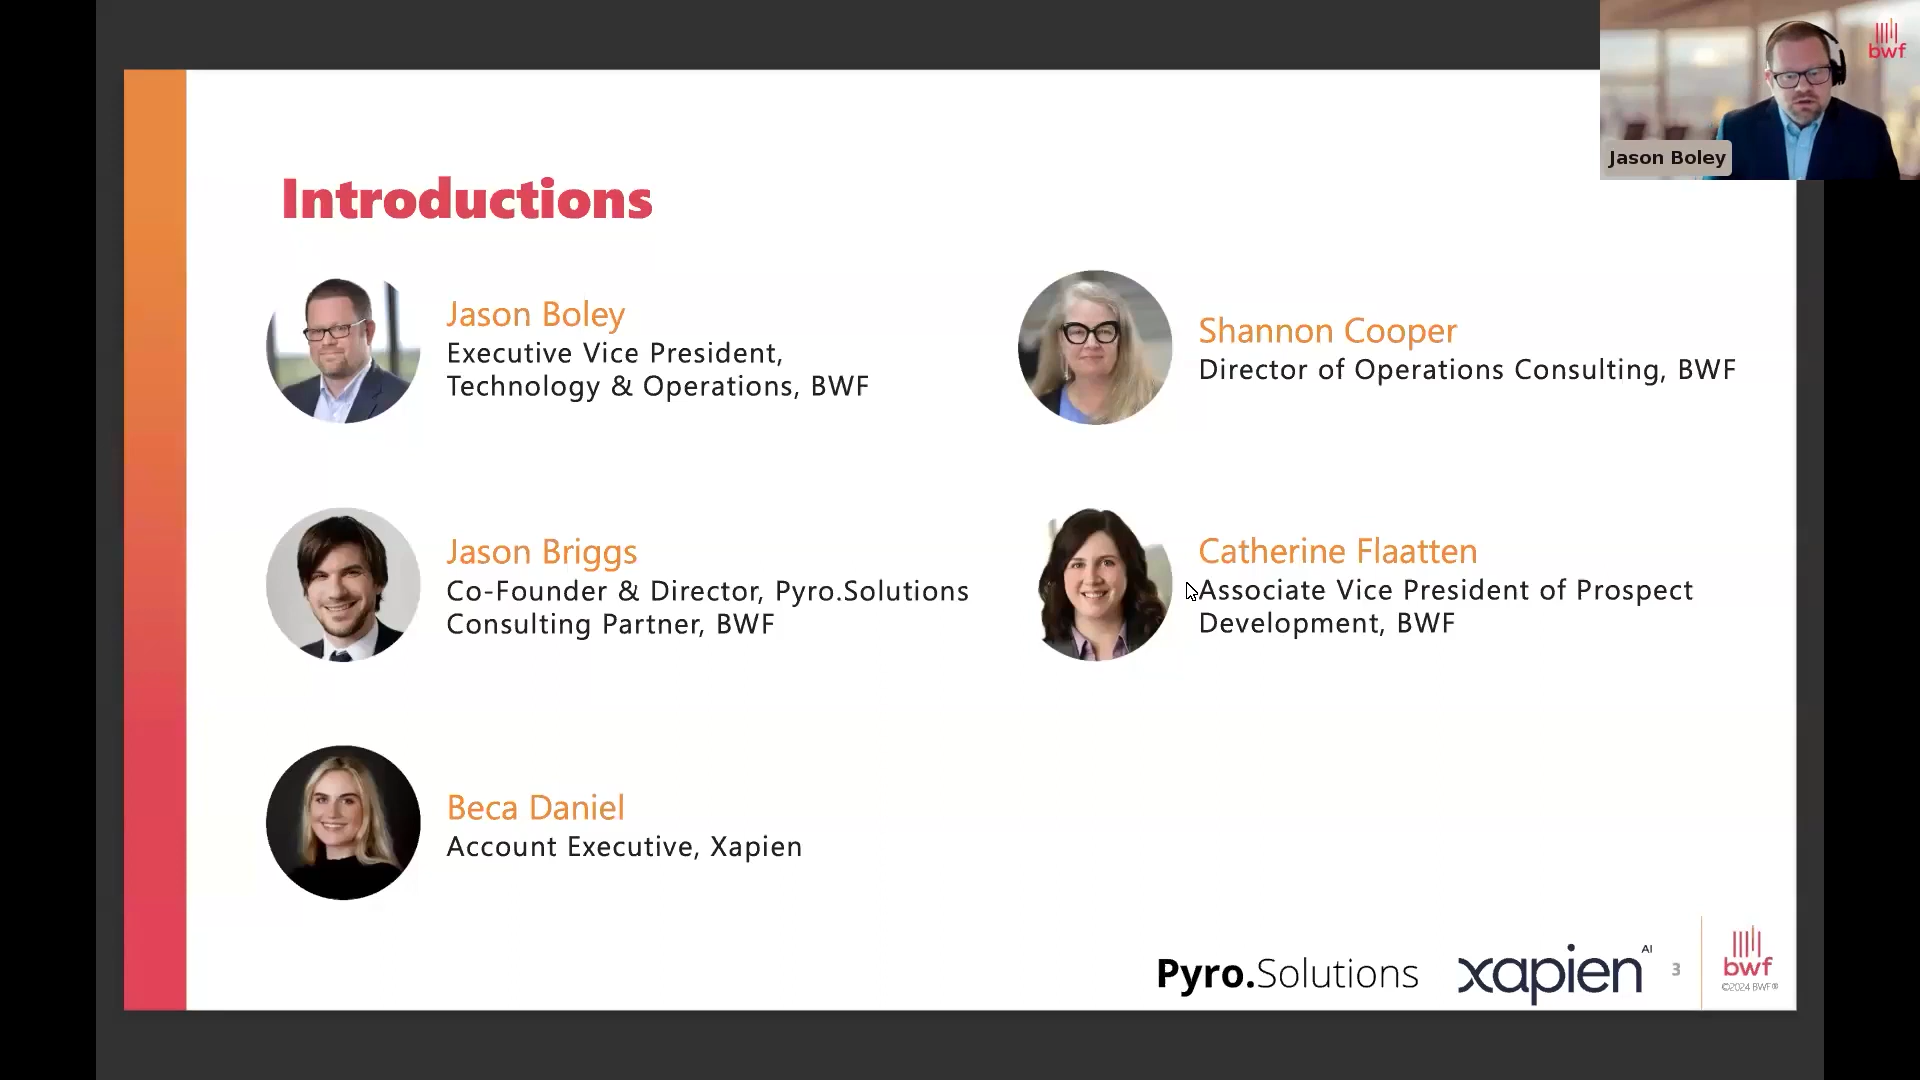 bwf
Jason Boley
Introductions
Jason Boley
Executive Vice President,
Technology & Operations, BWF
Shannon Cooper
Director of Operations Consulting, BWF
Jason Briggs
Co-Founder & Director, Pyro.Solutions
Consulting Partner, BWF
Catherine Flaatten
Associate Vice President of Prospect
Development, BWF
Beca Daniel
Account Executive, Xapien
Pyro.Solutions
xapien AI
3
bwf
©2024 BWF®